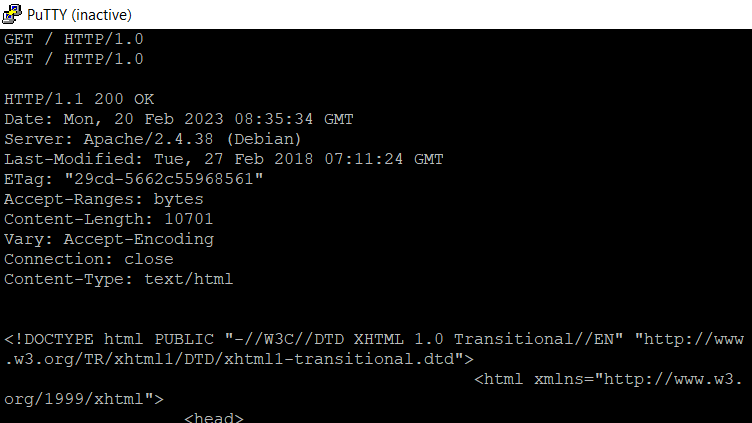 PuTTY (inactive)
GET / HTTP/1.0
GET / HTTP/1.0
HTTP/1.1 200 OK
Date: Mon, 20 Feb 2023 08:35:34 GMT
Server: Apache/2.4.38 (Debian)
Last-Modified: Tue, 27 Feb 2018 07:11:24 GMT
ETag: "29cd-5662c55968561"
Accept-Ranges: bytes
Content-Length: 10701
Vary: Accept-Encoding
Connection: close
Content-Type: text/html
<!DOCTYPE html PUBLIC "-//W3C//DTD XHTML 1.0 Transitional//EN" "http://www
.w3.org/TR/xhtml1/DTD/xhtml1-transitional.dtd">
<html xmlns="http://www.w3.
org/1999/xhtml">
<head>